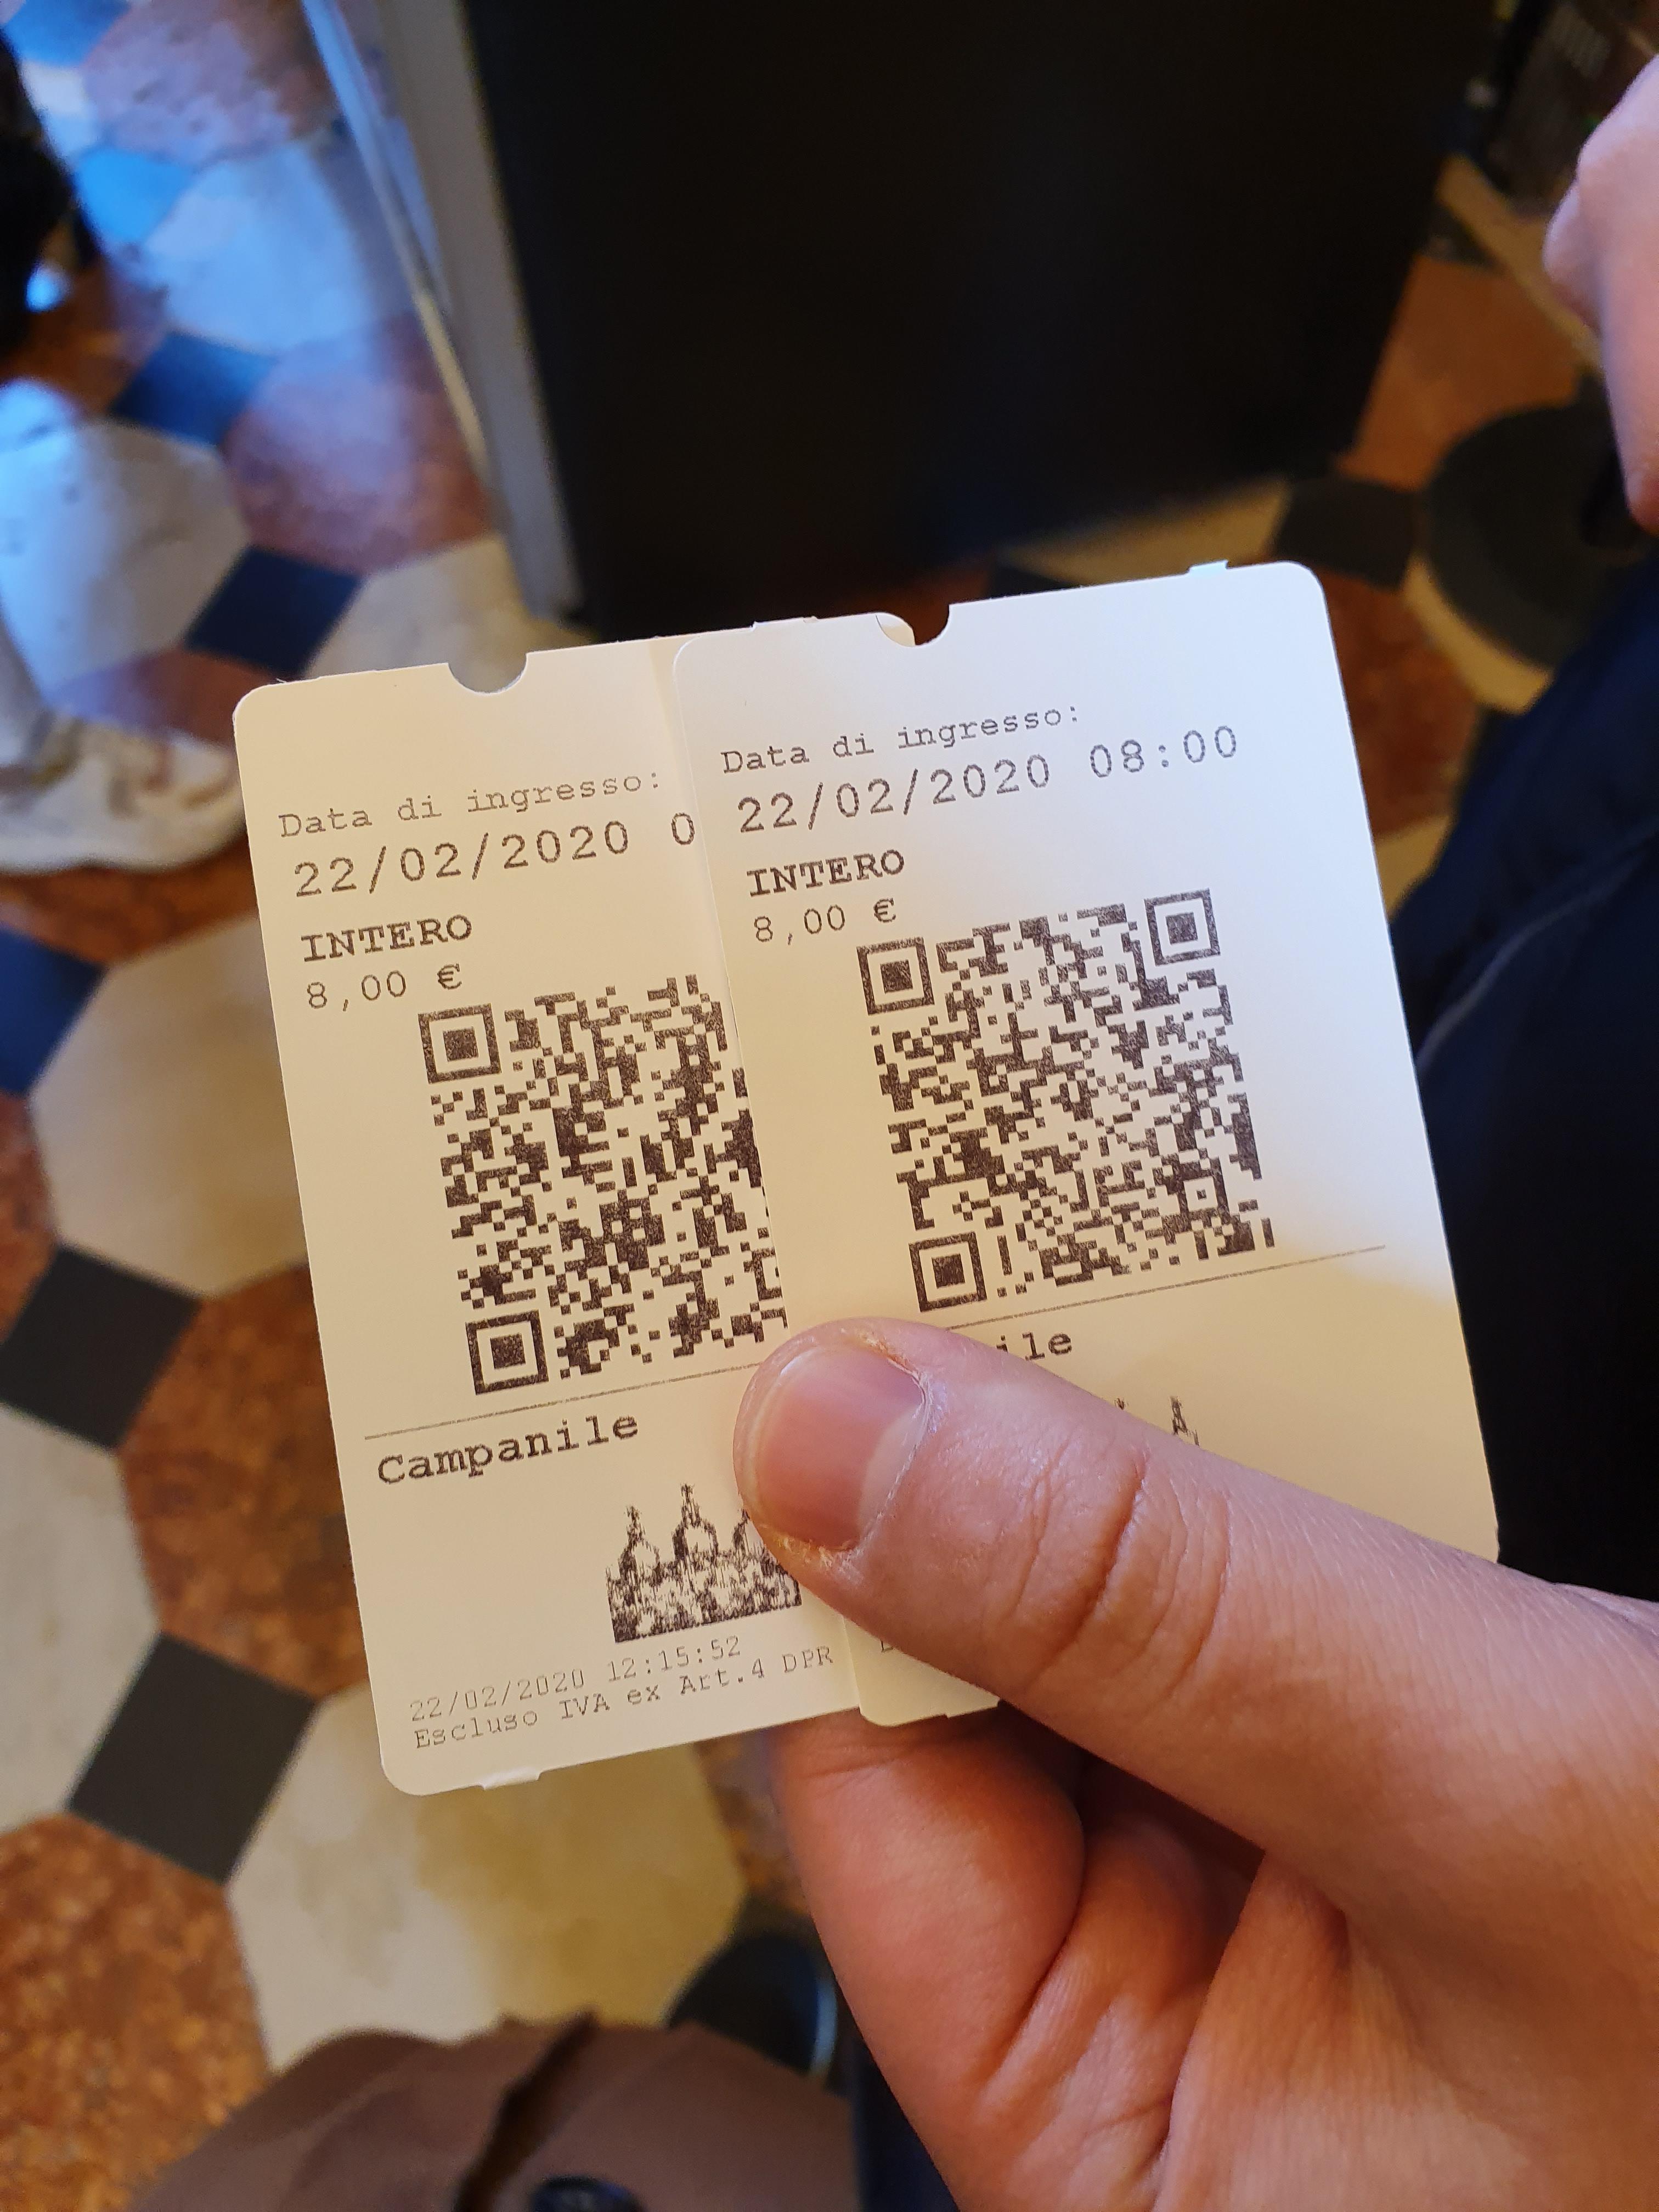 Data di ingresso:
22/02/2020 0
INTERO
8,00 €
Campanile
22/02/2020 12:15:52
Escluso IVA ex Art.4 DPR
Data di ingresso:
22/02/2020 08:00
INTERO
8,00 €
ile